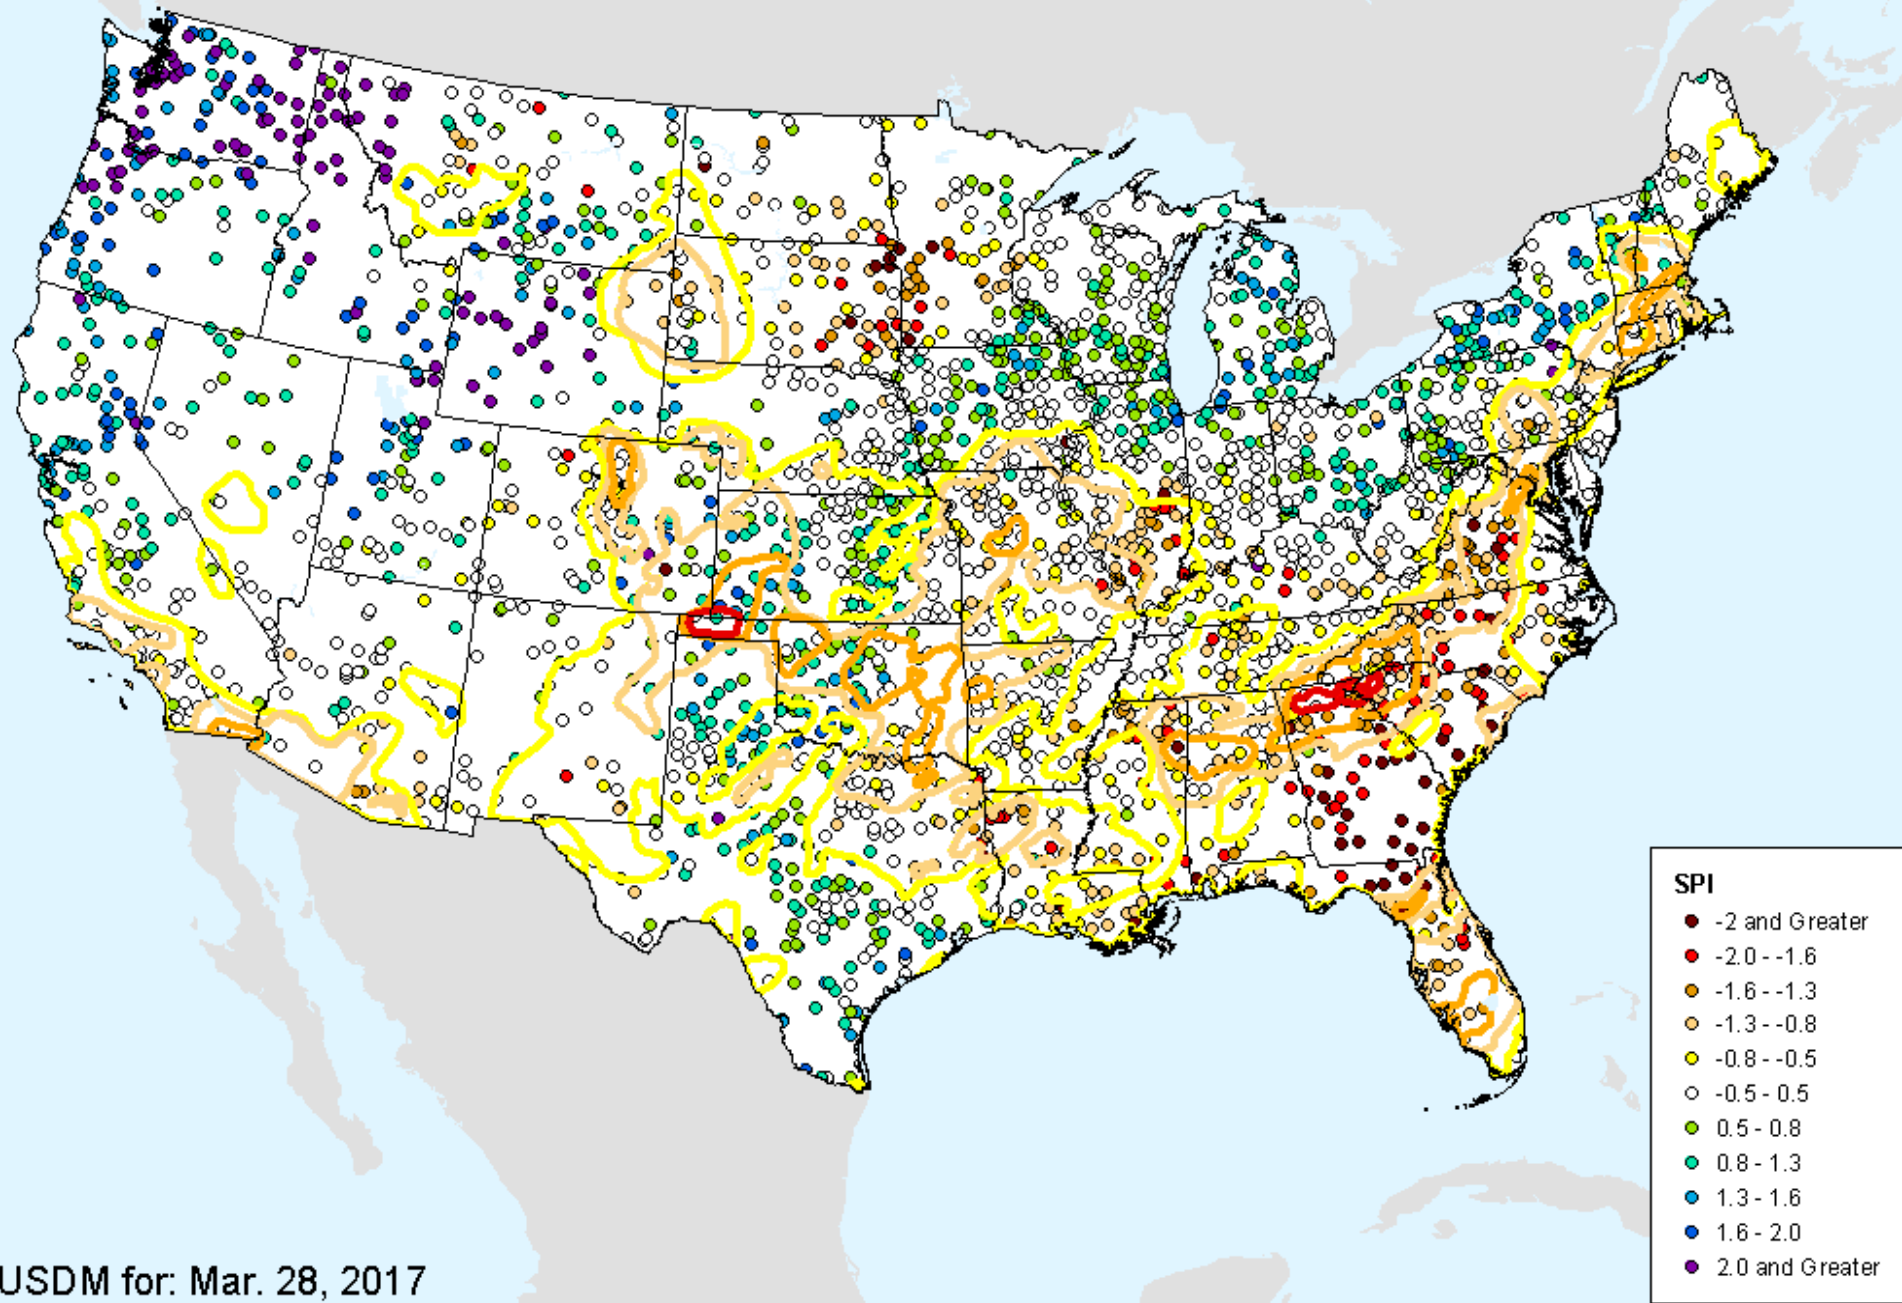 SPI
-2 and Greater
-2.0 - -1.6
-1.6 - -1.3
-1.3 - -0.8
-0.8 - -0.5
-0.5 - 0.5
0.5 - 0.8
0.8 - 1.3
1.3 - 1.6
1.6 - 2.0
2.0 and Greater
USDM for: Mar. 28, 2017